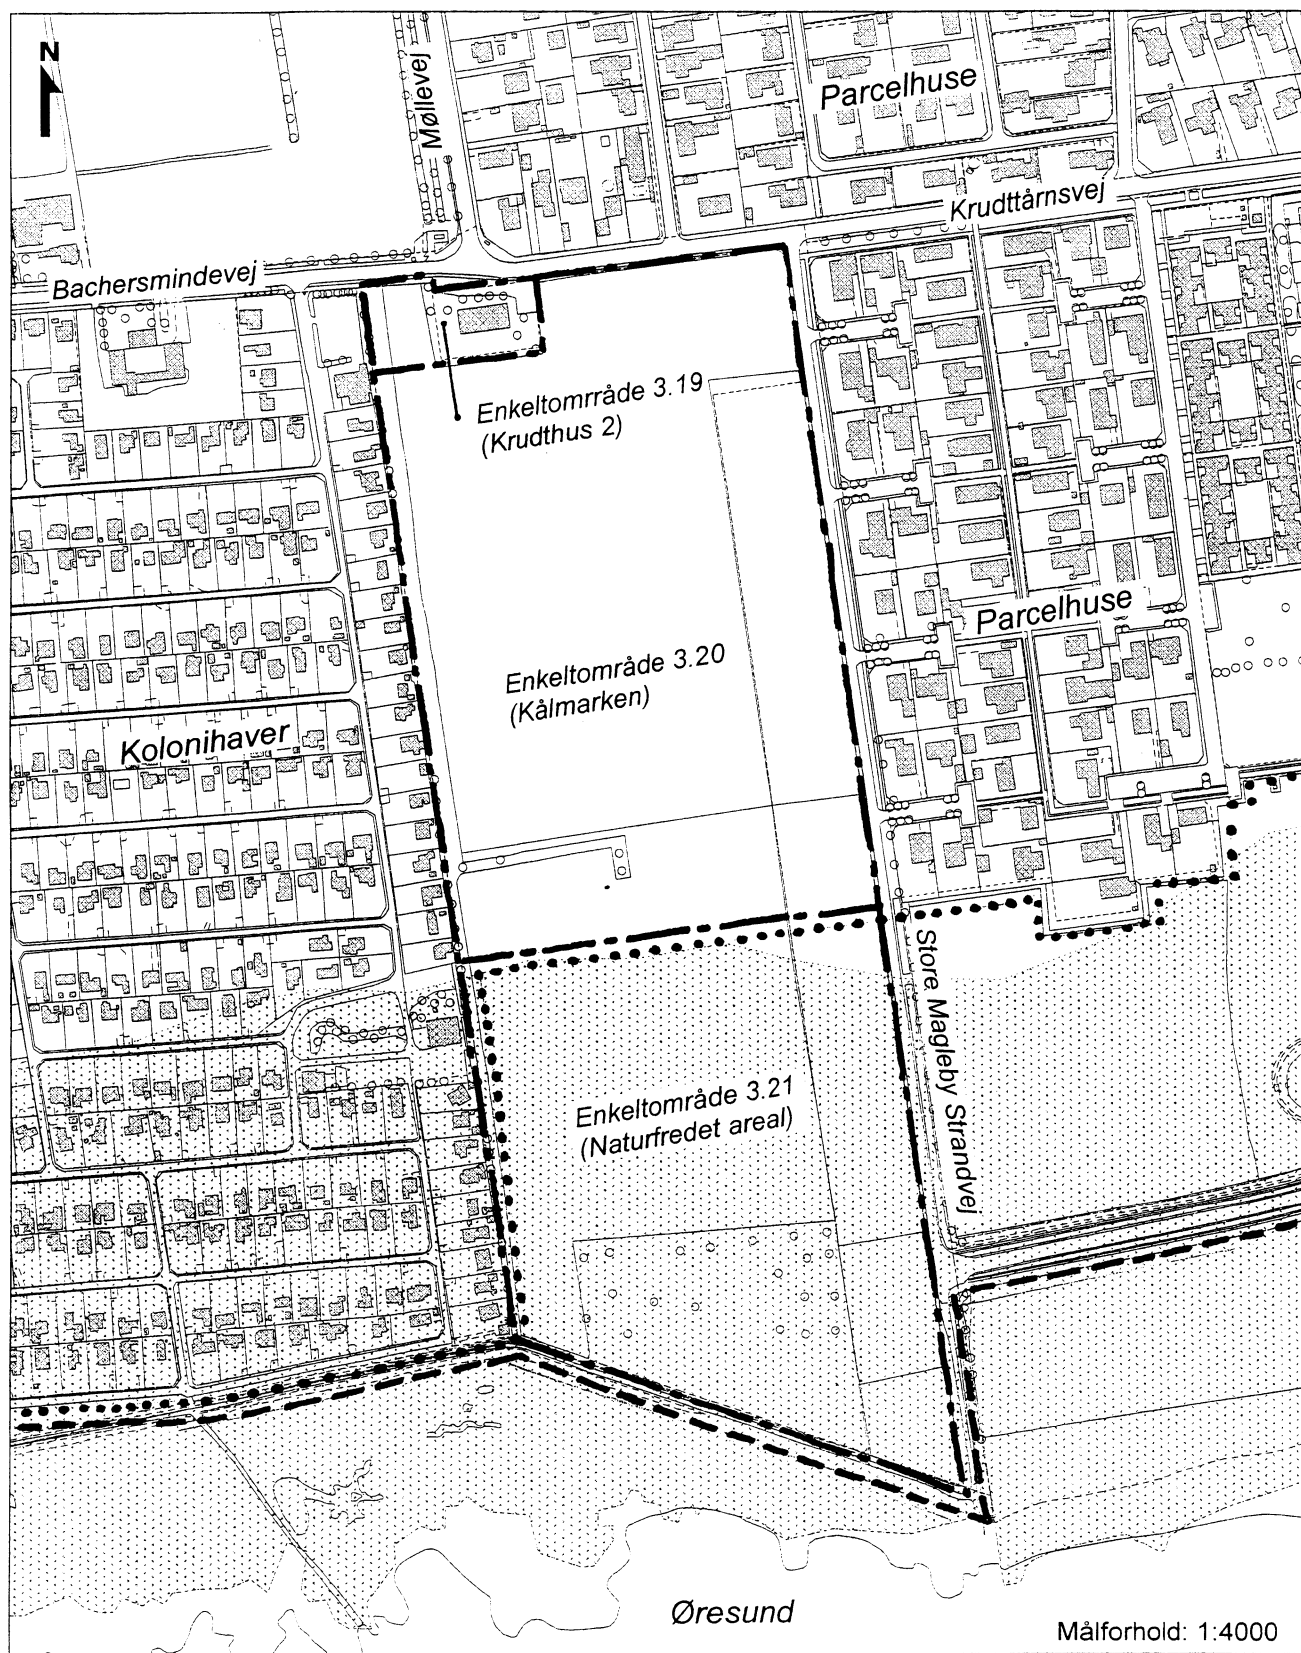 N
Møllevej
Parcelhuse
Krudttårnsvej
Bachersmindevej
Enkeltomrråde 3.19
(Krudthus 2)
Parcelhuse
Enkeltområde 3.20
(Kålmarken)
Kolonihaver
Store Magleby Strandvej
Enkeltområde 3.21
(Naturfredet areal)
Øresund
Målforhold: 1:4000